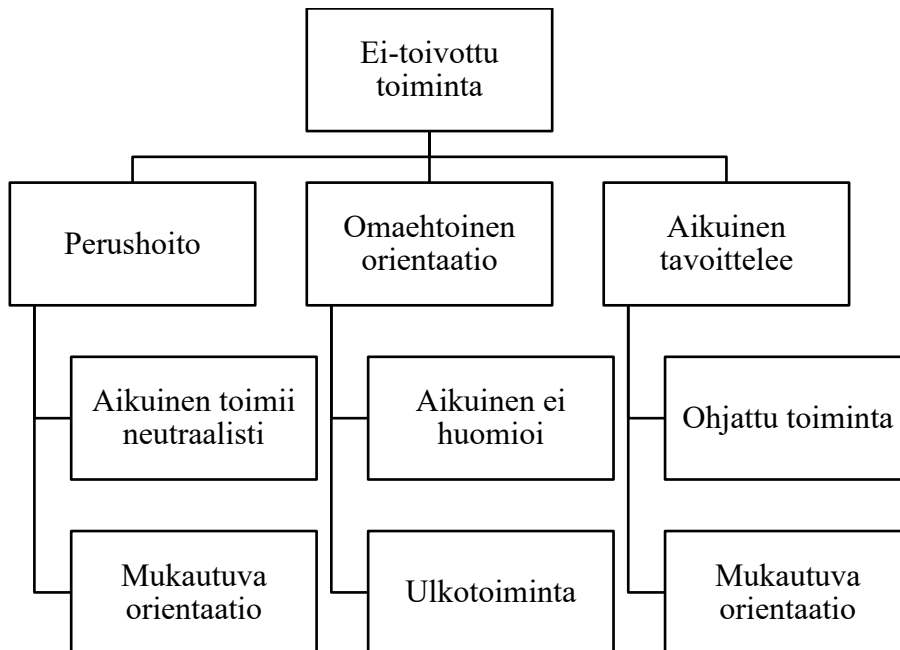 Ei-toivottu
toiminta
Perushoito
Omaehtoinen
orientaatio
Aikuinen
tavoittelee
Aikuinen toimii
neutraalisti
Aikuinen ei
huomioi
Ohjattu toiminta
Mukautuva
orientaatio
Ulkotoiminta
Mukautuva
orientaatio